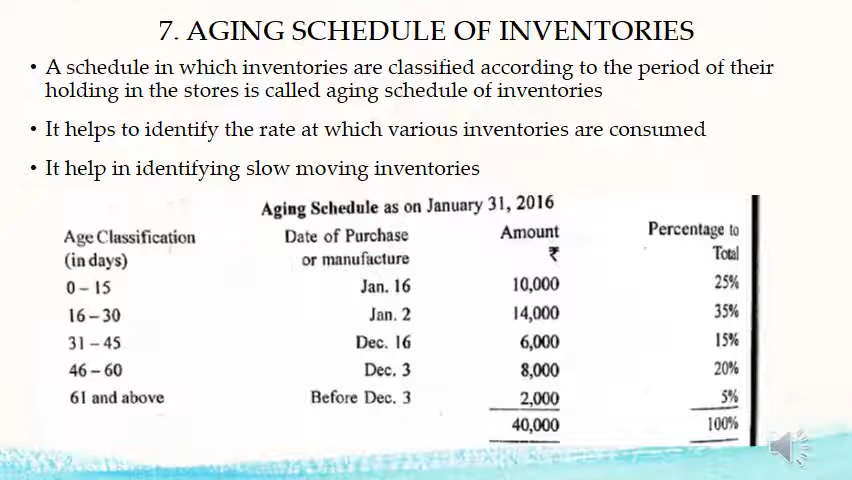 7. AGING SCHEDULE OF INVENTORIES
• A schedule in which inventories are classified according to the period of their
holding in the stores is called aging schedule of inventories
• It helps to identify the rate at which various inventories are consumed
• It help in identifying slow moving inventories
Aging Schedule as on January 31, 2016
Age Classification Date of Purchase Amount Percentage to
(in days) or manufacture ₹ Total
0 – 15 Jan. 16 10,000 25%
16 – 30 Jan. 2 14,000 35%
31 – 45 Dec. 16 6,000 15%
46 – 60 Dec. 3 8,000 20%
61 and above Before Dec. 3 2,000 5%
40,000 100%